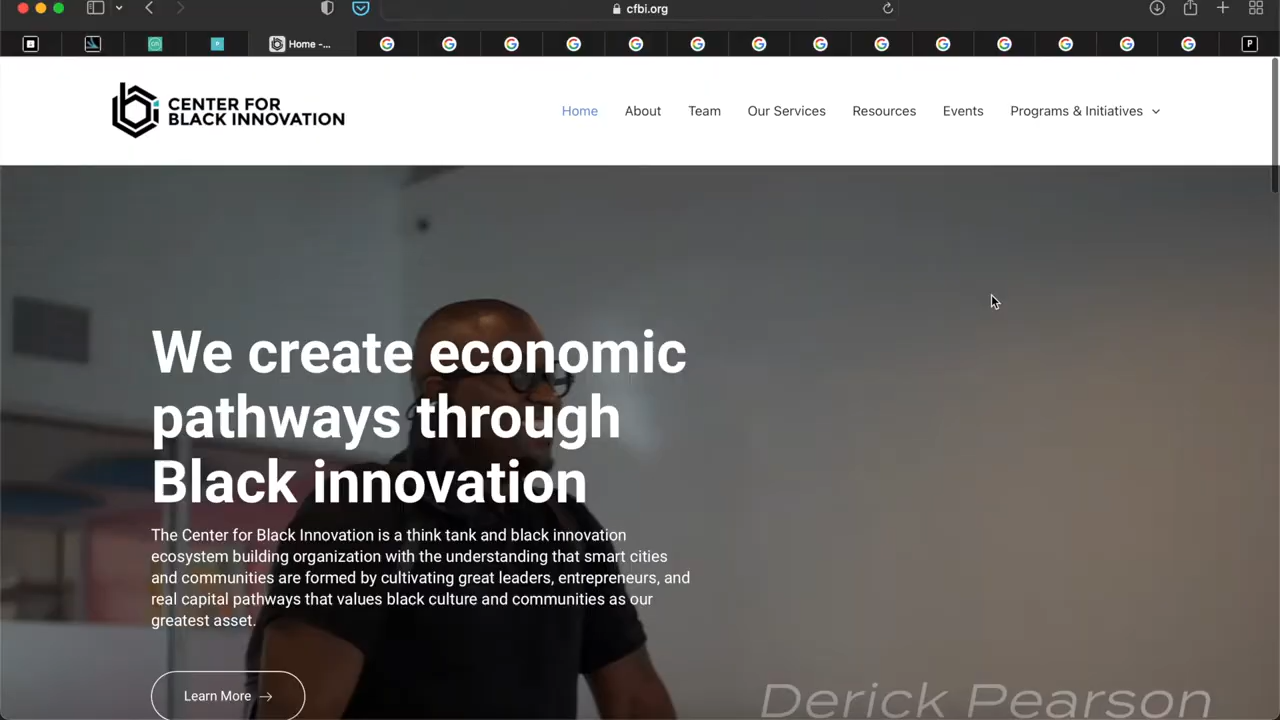 cfbi.org
Home –...
P
CENTER FOR
BLACK INNOVATION
Home
About
Team
Our Services
Resources
Events
Programs & Initiatives
We create economic
pathways through
Black innovation
The Center for Black Innovation is a think tank and black innovation
ecosystem building organization with the understanding that smart cities
and communities are formed by cultivating great leaders, entrepreneurs, and
real capital pathways that values black culture and communities as our
greatest asset.
Learn More →
Derick Pearson